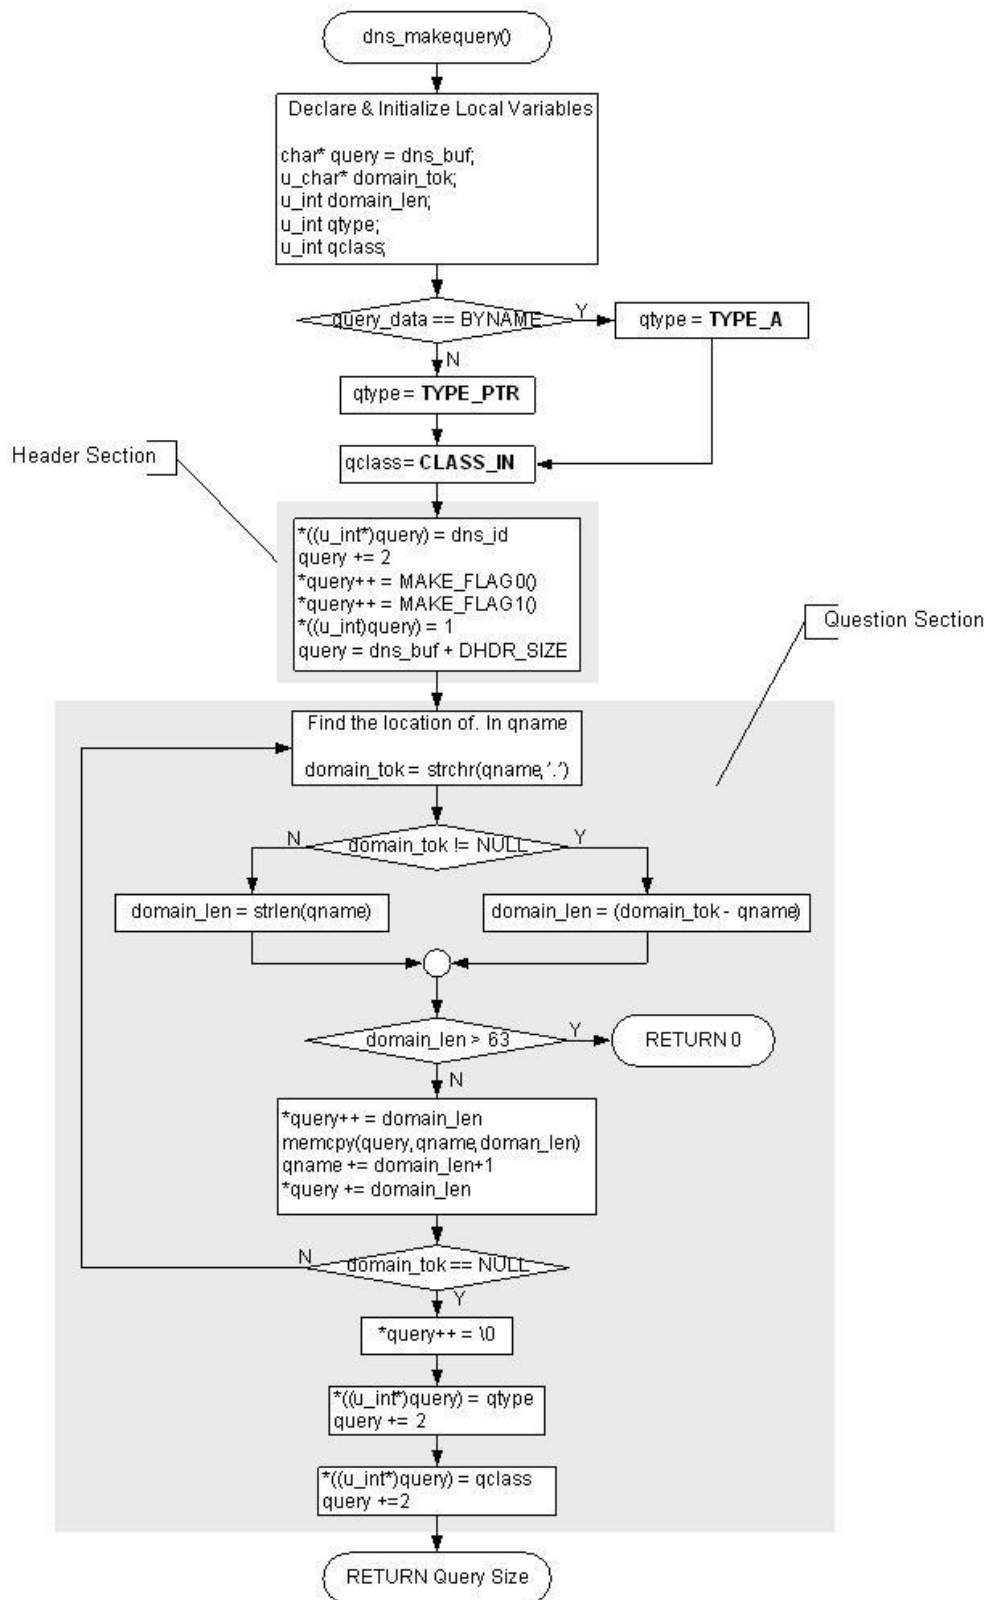 dns_makequery()
Declare & Initialize Local Variables
char* query = dns_buf;
u_char* domain_tok;
u_int domain_len;
u_int qtype;
u_int qclass;
query_data == BYNAME
Y
qtype = TYPE_A
N
qtype = TYPE_PTR
Header Section
qclass= CLASS_IN
*((u_int*)query) = dns_id
query += 2
*query++ = MAKE_FLAG0()
*query++ = MAKE_FLAG1()
*((u_int)query) = 1
query = dns_buf + DHDR_SIZE
Question Section
Find the location of. In qname
domain_tok = strchr(qname,'.')
N
domain_tok != NULL
Y
domain_len = strlen(qname)
domain_len = (domain_tok - qname)
domain_len > 63
Y
RETURN 0
N
*query++ = domain_len
memcpy(query,qname,doman_len)
qname += domain_len+1
*query += domain_len
N
domain_tok == NULL
Y
*query++ = \0
*((u_int*)query) = qtype
query += 2
*((u_int*)query) = qclass
query +=2
RETURN Query Size